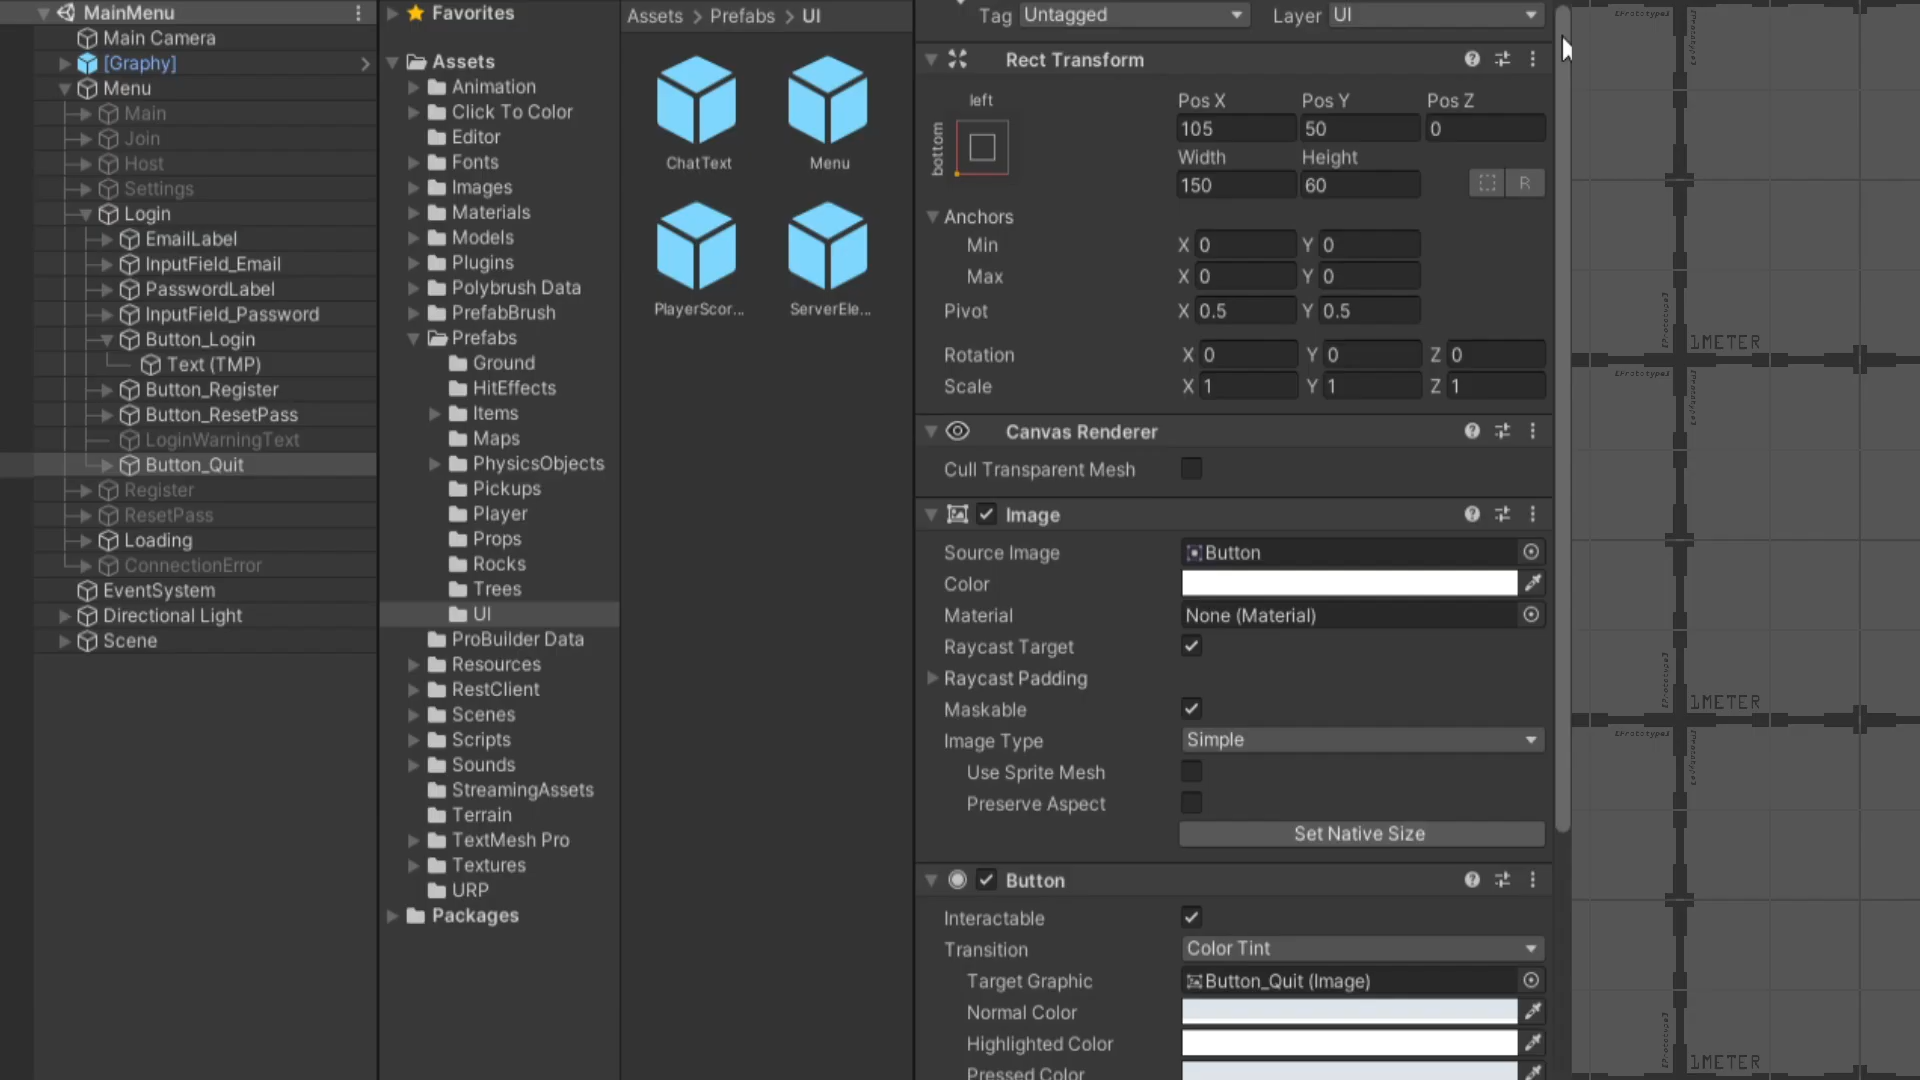 MainMenu
Main Camera
[Graphy]
Menu
Main
Join
Host
Settings
Login
EmailLabel
InputField_Email
PasswordLabel
InputField_Password
Button_Login
Text (TMP)
Button_Register
Button_ResetPass
LoginWarningText
Button_Quit
Register
ResetPass
Loading
ConnectionError
EventSystem
Directional Light
Scene
Favorites
Assets
Animation
Click To Color
Editor
Fonts
Images
Materials
Models
Plugins
Polybrush Data
PrefabBrush
Prefabs
Ground
HitEffects
Items
Maps
PhysicsObjects
Pickups
Player
Props
Rocks
Trees
UI
ProBuilder Data
Resources
RestClient
Scenes
Scripts
Sounds
StreamingAssets
Terrain
TextMesh Pro
Textures
URP
Packages
Assets > Prefabs > UI
ChatText
Menu
PlayerScor...
ServerEle...
Tag Untagged Layer UI
Rect Transform
left
bottom
Pos X Pos Y Pos Z
105 50 0
Width Height
150 60
R
Anchors
Min X 0 Y 0
Max X 0 Y 0
Pivot X 0.5 Y 0.5
Rotation X 0 Y 0 Z 0
Scale X 1 Y 1 Z 1
Canvas Renderer
Cull Transparent Mesh
Image
Source Image Button
Color
Material None (Material)
Raycast Target
Raycast Padding
Maskable
Image Type Simple
Use Sprite Mesh
Preserve Aspect
Set Native Size
Button
Interactable
Transition Color Tint
Target Graphic Button_Quit (Image)
Normal Color
Highlighted Color
Pressed Color
1METER
1METER
1METER